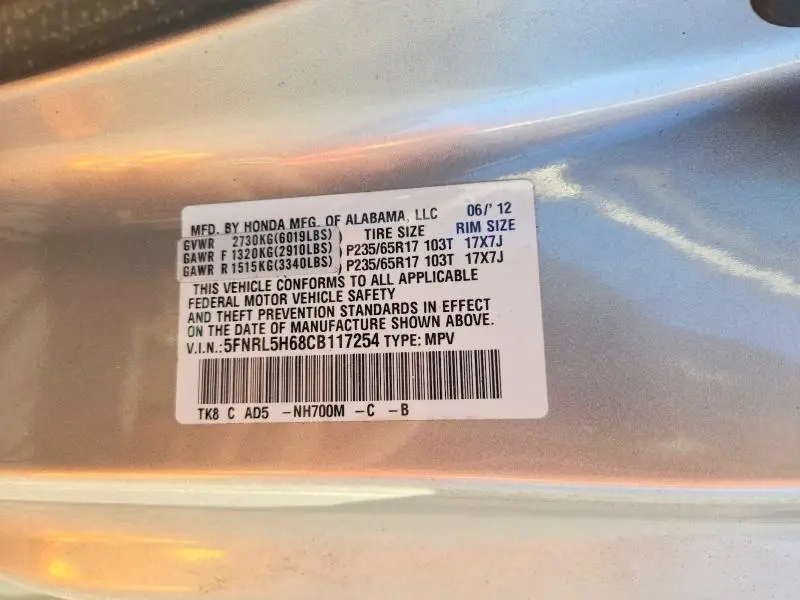 MFD. BY HONDA MFG. OF ALABAMA, LLC 06/' 12
GVWR 2730KG(6019LBS) TIRE SIZE RIM SIZE
GAWR F 1320KG(2910LBS) P235/65R17 103T 17X7J
GAWR R 1515KG(3340LBS) P235/65R17 103T 17X7J
THIS VEHICLE CONFORMS TO ALL APPLICABLE
FEDERAL MOTOR VEHICLE SAFETY
AND THEFT PREVENTION STANDARDS IN EFFECT
ON THE DATE OF MANUFACTURE SHOWN ABOVE.
V.I.N.:5FNRL5H68CB117254 TYPE: MPV
TK8 C AD5 -NH700M -C -B